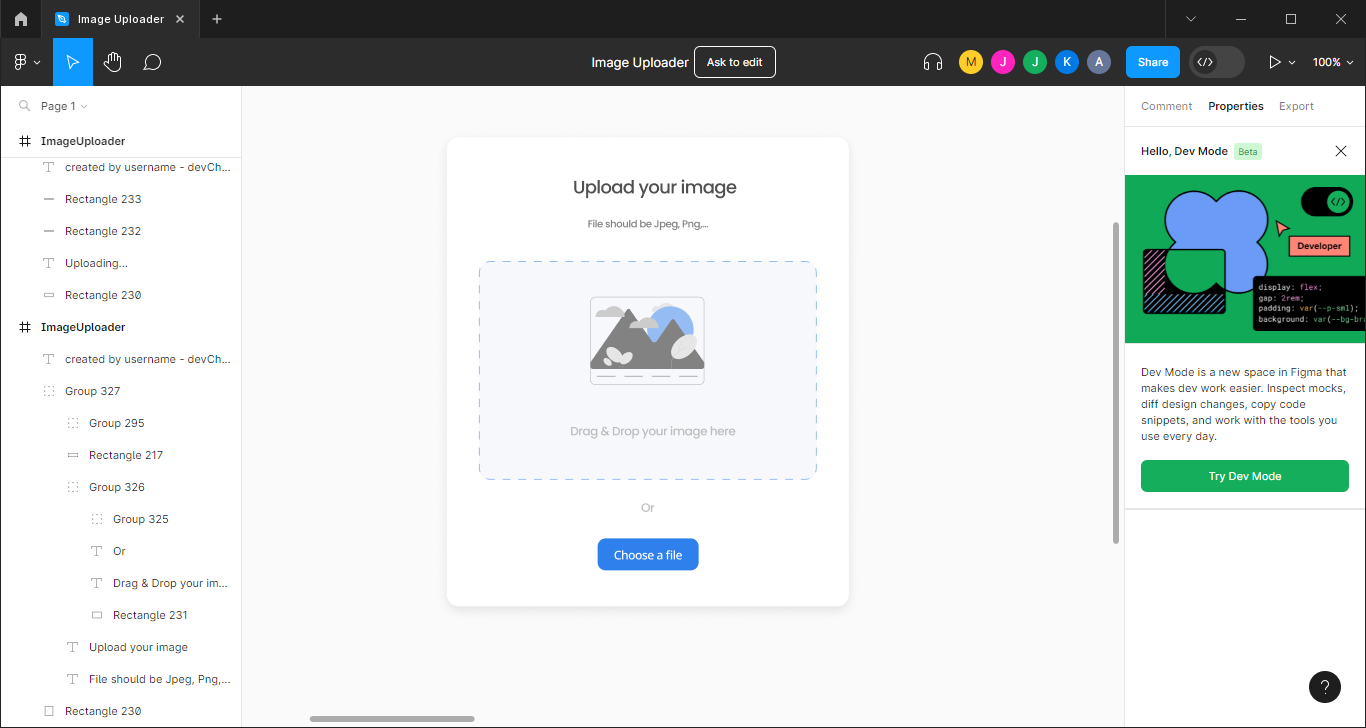 Image Uploader
Image Uploader
Ask to edit
M
J
J
K
A
Share
</>
100%
Page 1
ImageUploader
created by username - devCh...
Rectangle 233
Rectangle 232
Uploading...
Rectangle 230
ImageUploader
created by username - devCh...
Group 327
Group 295
Rectangle 217
Group 326
Group 325
Or
Drag & Drop your im...
Rectangle 231
Upload your image
File should be Jpeg, Png,...
Rectangle 230
Upload your image
File should be Jpeg, Png,...
Drag & Drop your image here
Or
Choose a file
Comment
Properties
Export
Hello, Dev Mode
Beta
</>
Developer
display: flex;
gap: 2rem;
padding: var(--p-sml);
background: var(--bg-bra
Dev Mode is a new space in Figma that
makes dev work easier. Inspect mocks,
diff design changes, copy code
snippets, and work with the tools you
use every day.
Try Dev Mode
?